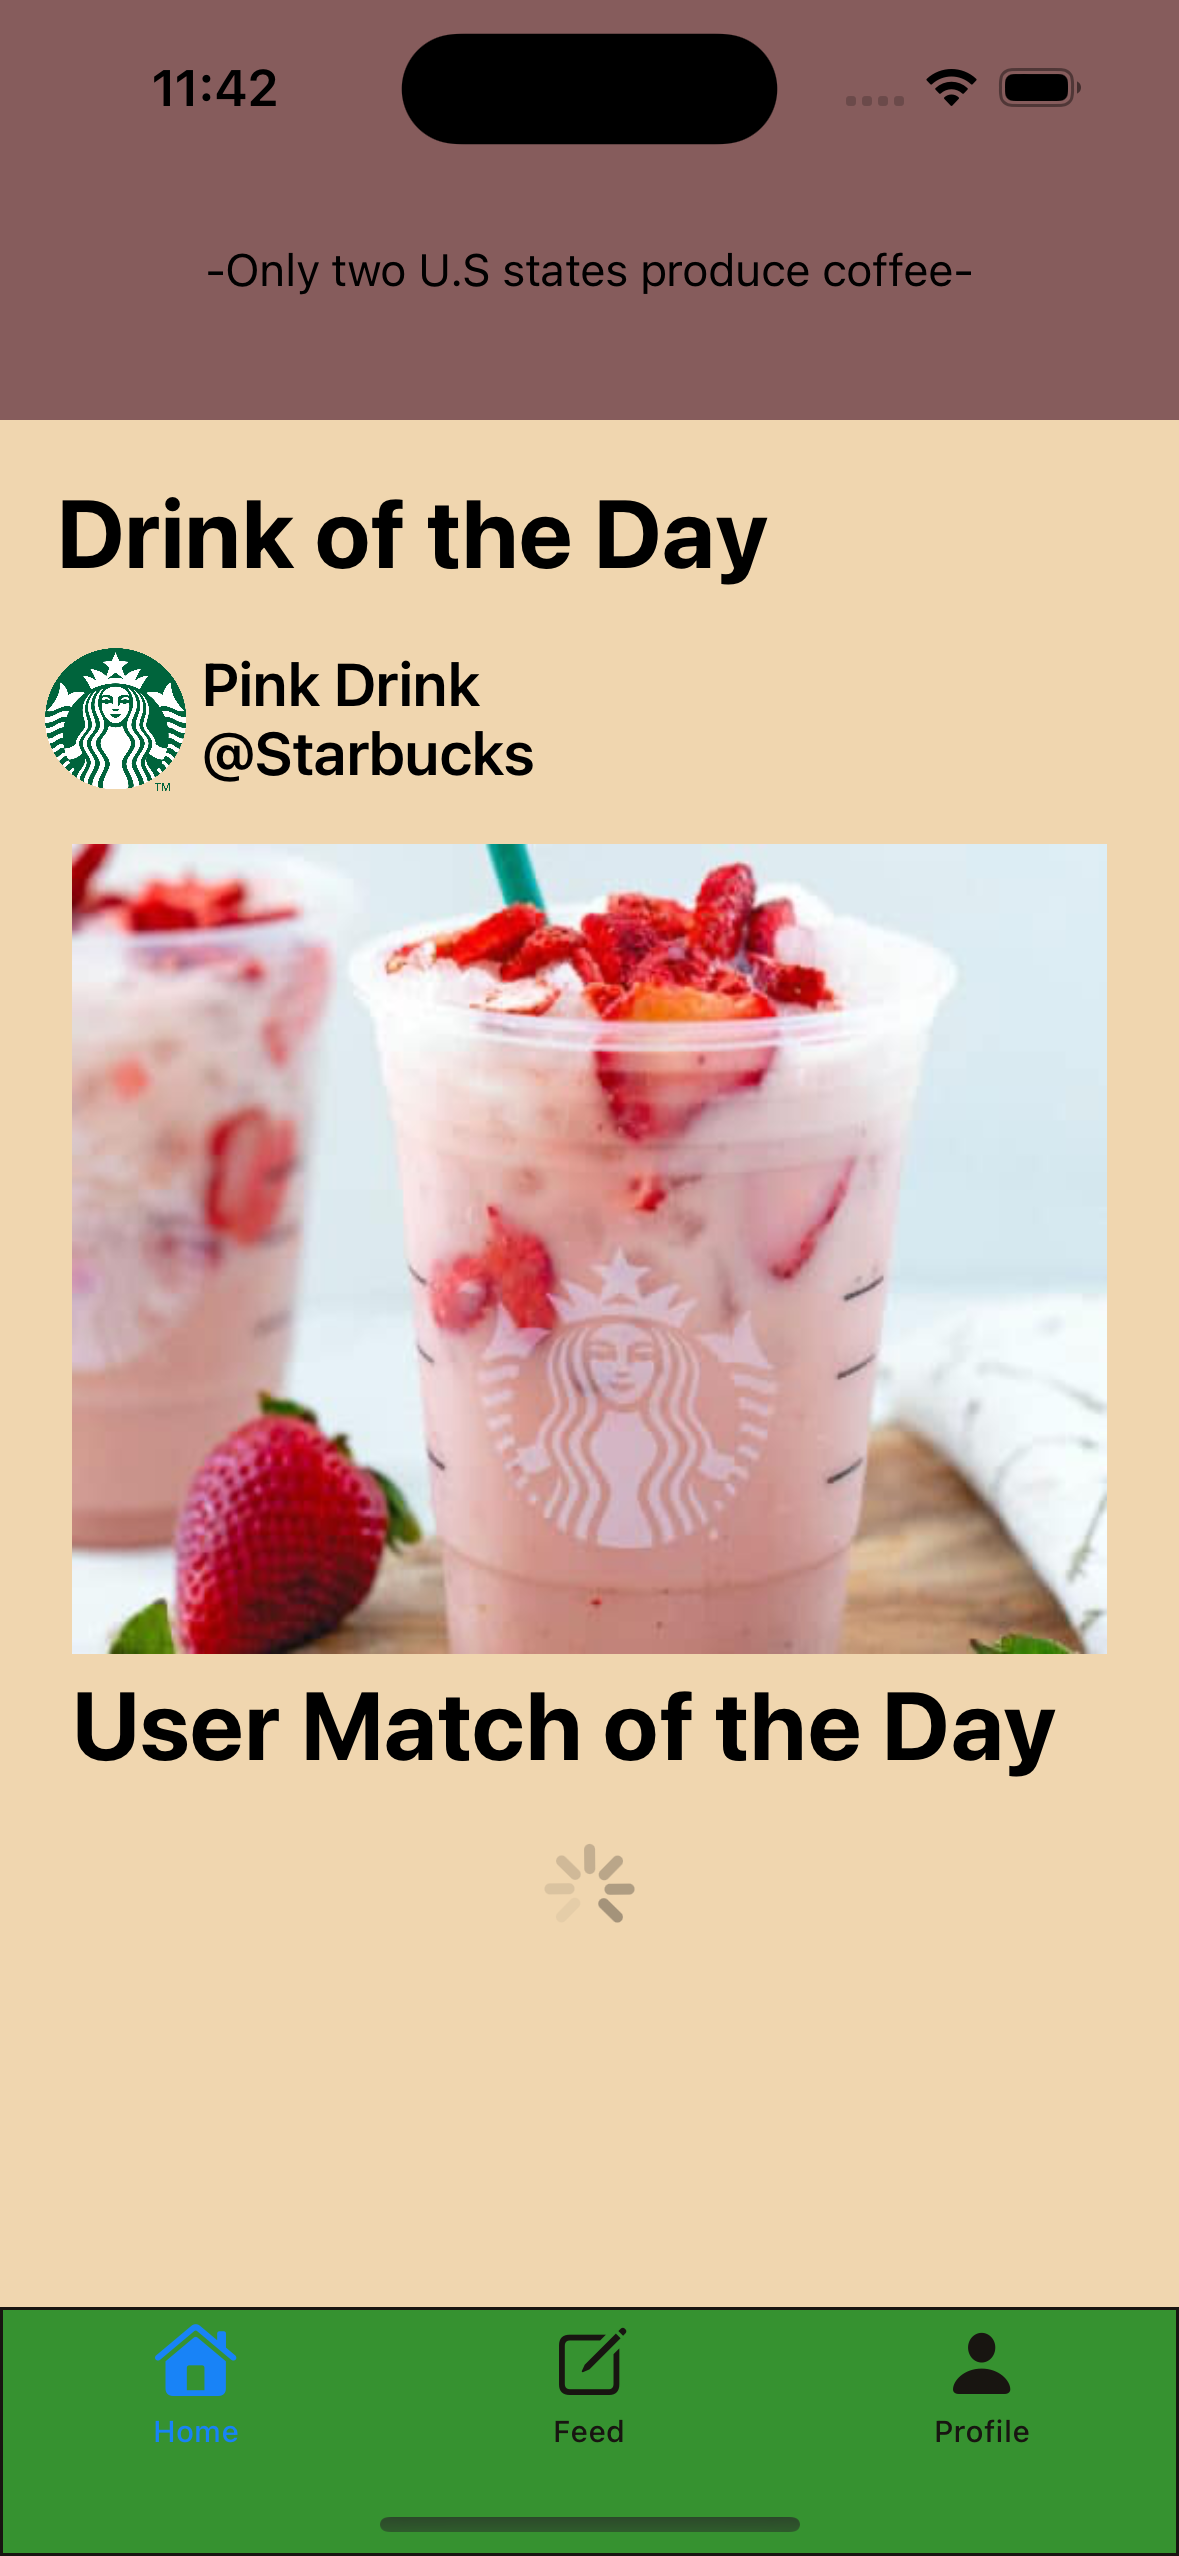 11:42
-Only two U.S states produce coffee-
Drink of the Day
Pink Drink
@Starbucks
TM
User Match of the Day
Home
Feed
Profile